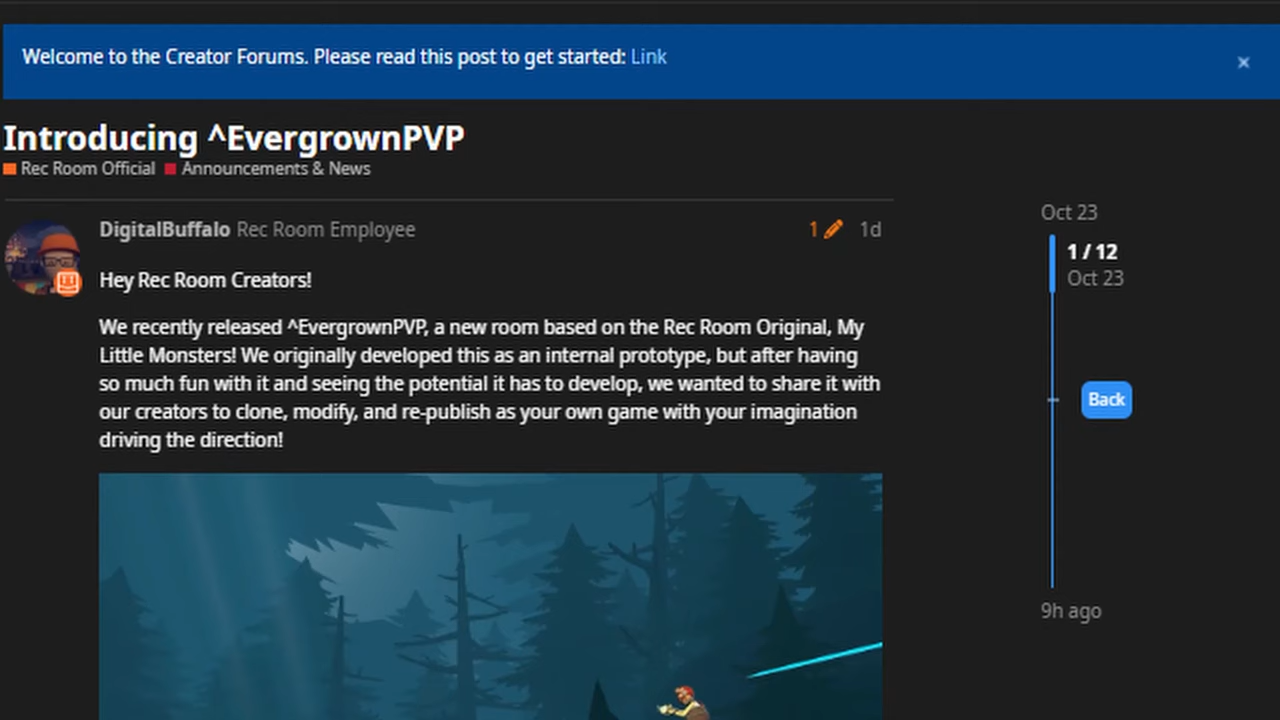 Welcome to the Creator Forums. Please read this post to get started: Link
×
Introducing ^EvergrownPVP
Rec Room Official Announcements & News
DigitalBuffalo Rec Room Employee 1 1d
Hey Rec Room Creators!
We recently released ^EvergrownPVP, a new room based on the Rec Room Original, My
Little Monsters! We originally developed this as an internal prototype, but after having
so much fun with it and seeing the potential it has to develop, we wanted to share it with
our creators to clone, modify, and re-publish as your own game with your imagination
driving the direction!
Oct 23
1 / 12
Oct 23
Back
9h ago